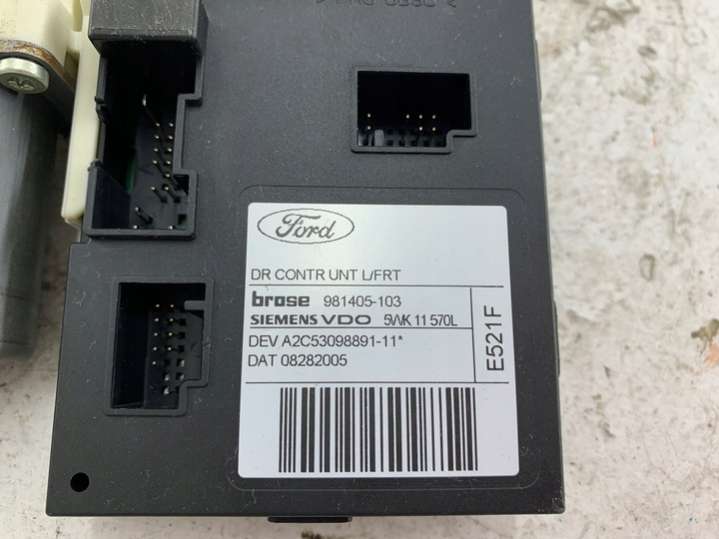 Ford
DR CONTR UNT L/FRT
brose 981405-103
SIEMENS VDO 5WK 11 570L
DEV A2C53098891-11*
DAT 08282005
E521F